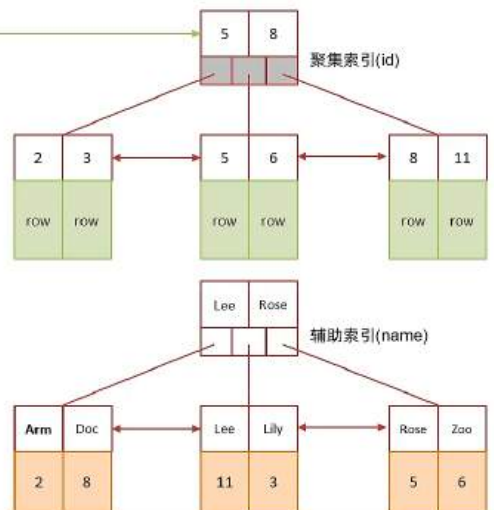 5 8
聚集索引(id)
2 3 5 6 8 11
row row row row row row
Lee Rose
辅助索引(name)
Arm Doc Lee Lily Rose Zoo
2 8 11 3 5 6